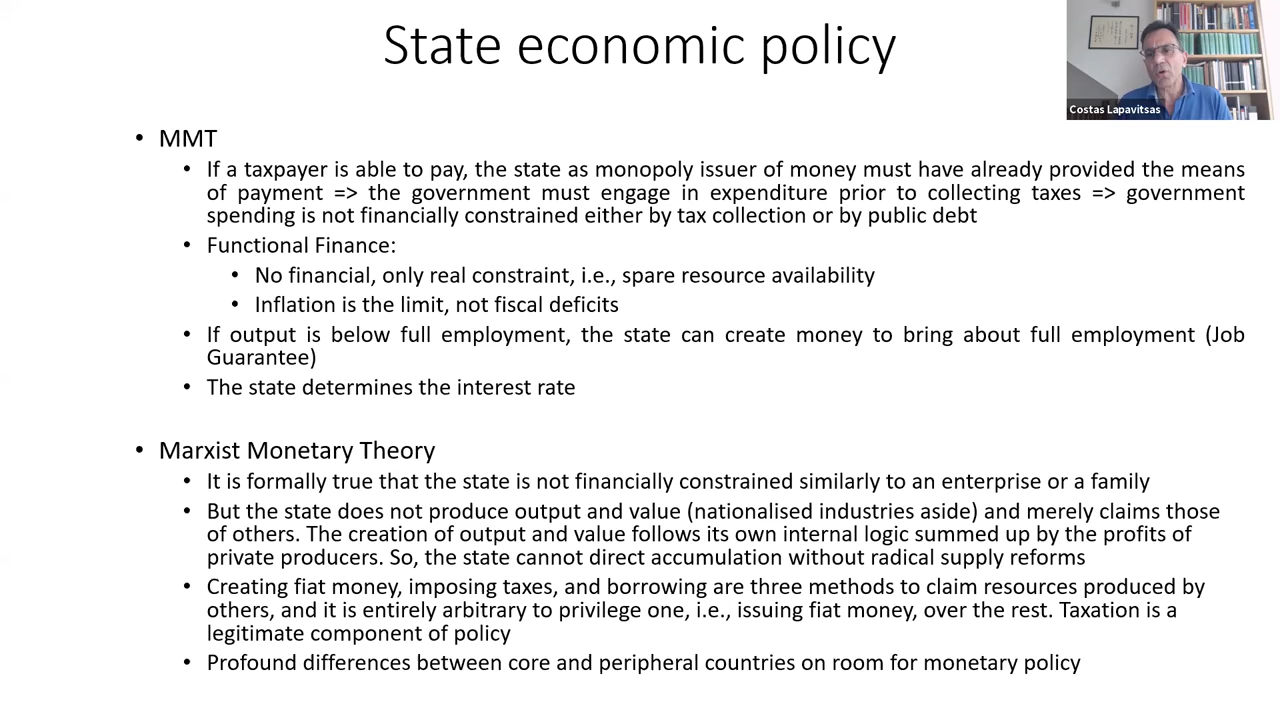 State economic policy
Costas Lapavitsas
• MMT
• If a taxpayer is able to pay, the state as monopoly issuer of money must have already provided the means
of payment => the government must engage in expenditure prior to collecting taxes => government
spending is not financially constrained either by tax collection or by public debt
• Functional Finance:
• No financial, only real constraint, i.e., spare resource availability
• Inflation is the limit, not fiscal deficits
• If output is below full employment, the state can create money to bring about full employment (Job
Guarantee)
• The state determines the interest rate
• Marxist Monetary Theory
• It is formally true that the state is not financially constrained similarly to an enterprise or a family
• But the state does not produce output and value (nationalised industries aside) and merely claims those
of others. The creation of output and value follows its own internal logic summed up by the profits of
private producers. So, the state cannot direct accumulation without radical supply reforms
• Creating fiat money, imposing taxes, and borrowing are three methods to claim resources produced by
others, and it is entirely arbitrary to privilege one, i.e., issuing fiat money, over the rest. Taxation is a
legitimate component of policy
• Profound differences between core and peripheral countries on room for monetary policy